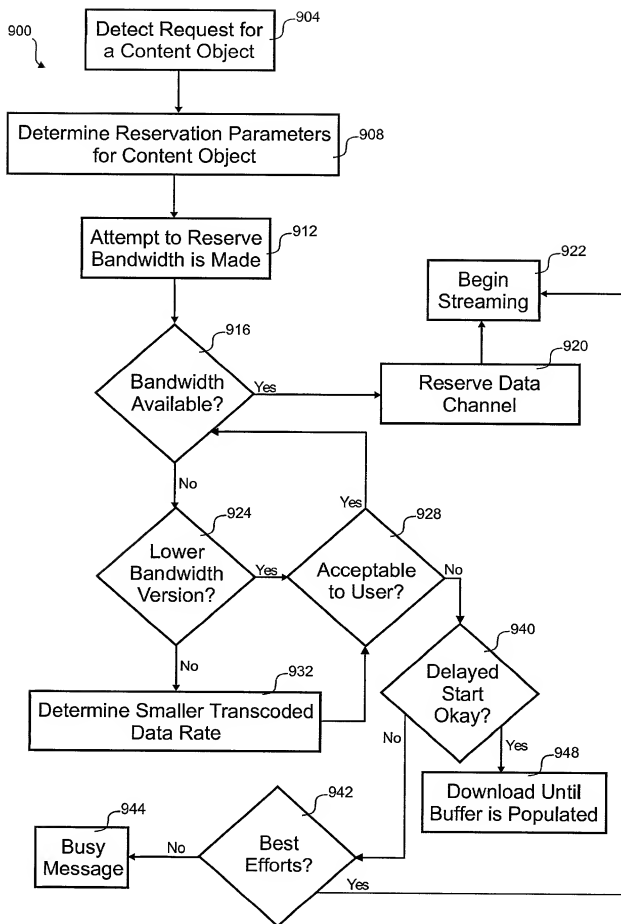 900
904
Detect Request for
a Content Object
Determine Reservation Parameters
for Content Object
908
Attempt to Reserve
Bandwidth is Made
912
922
Begin
Streaming
916
Bandwidth
Available?
Yes
920
Reserve Data
Channel
No
924
Lower
Bandwidth
Version?
Yes
Yes
928
Acceptable
to User?
No
No
932
Determine Smaller Transcoded
Data Rate
940
Delayed
Start
Okay?
No
Yes
948
Download Until
Buffer is Populated
942
Best
Efforts?
No
Yes
944
Busy
Message